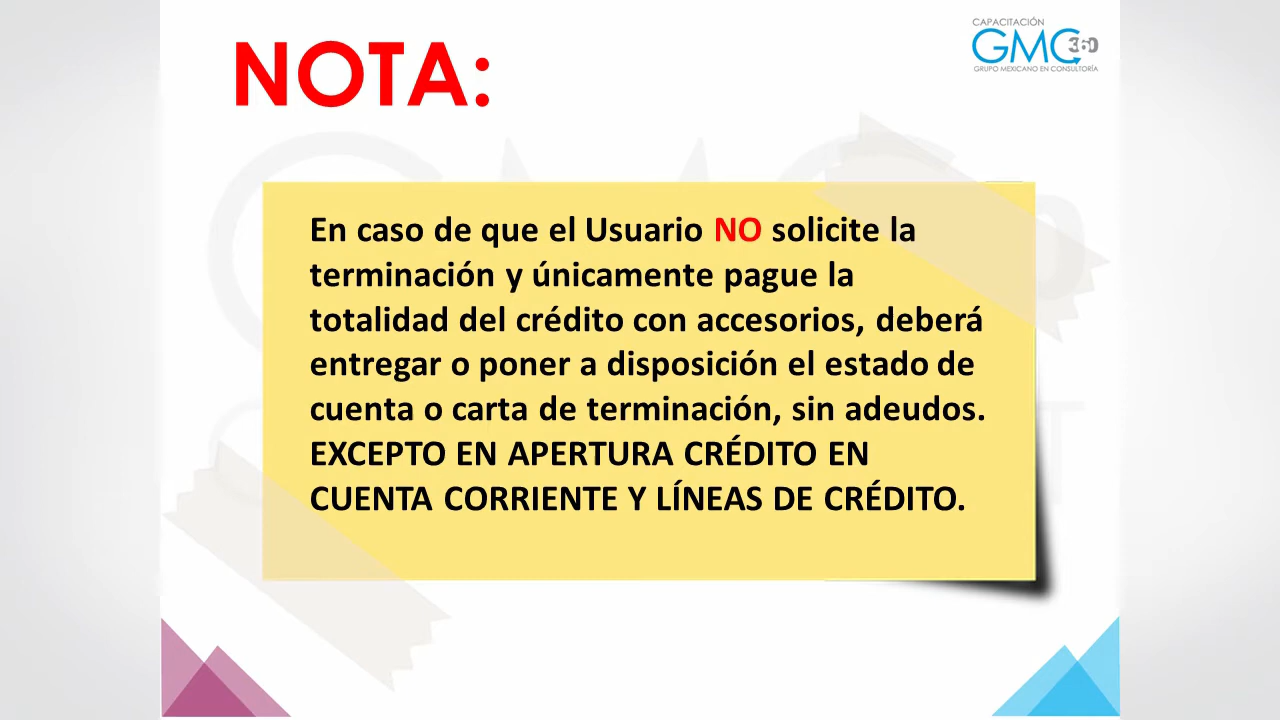 NOTA:
CAPACITACIÓN
GMC 360
GRUPO MEXICANO EN CONSULTORÍA
En caso de que el Usuario NO solicite la
terminación y únicamente pague la
totalidad del crédito con accesorios, deberá
entregar o poner a disposición el estado de
cuenta o carta de terminación, sin adeudos.
EXCEPTO EN APERTURA CRÉDITO EN
CUENTA CORRIENTE Y LÍNEAS DE CRÉDITO.